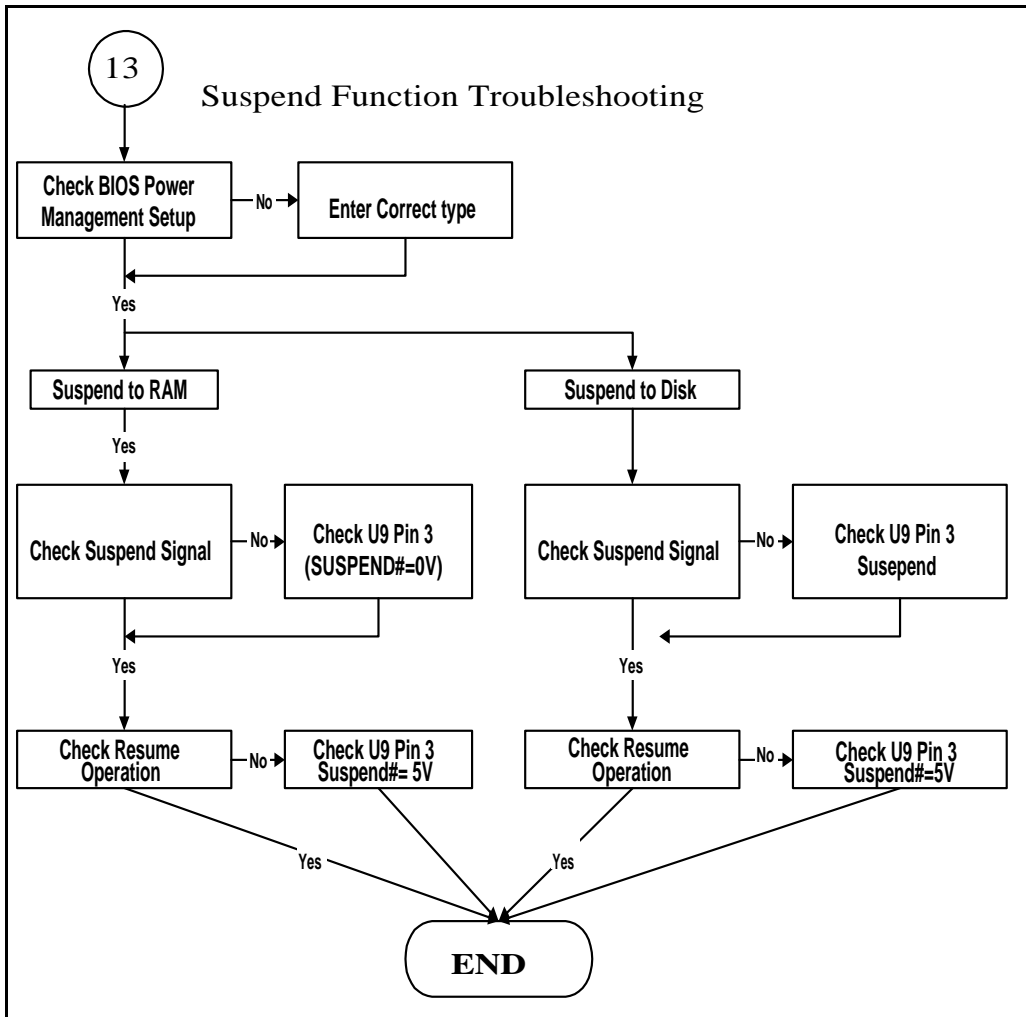 13
Suspend Function Troubleshooting
Check BIOS Power
Management Setup
No
Enter Correct type
Yes
Suspend to RAM
Suspend to Disk
Yes
Check Suspend Signal
No
Check U9 Pin 3
(SUSPEND#=0V)
Check Suspend Signal
No
Check U9 Pin 3
Susepend
Yes
Yes
Check Resume
Operation
No
Check U9 Pin 3
Suspend#= 5V
Check Resume
Operation
No
Check U9 Pin 3
Suspend#=5V
Yes
Yes
END